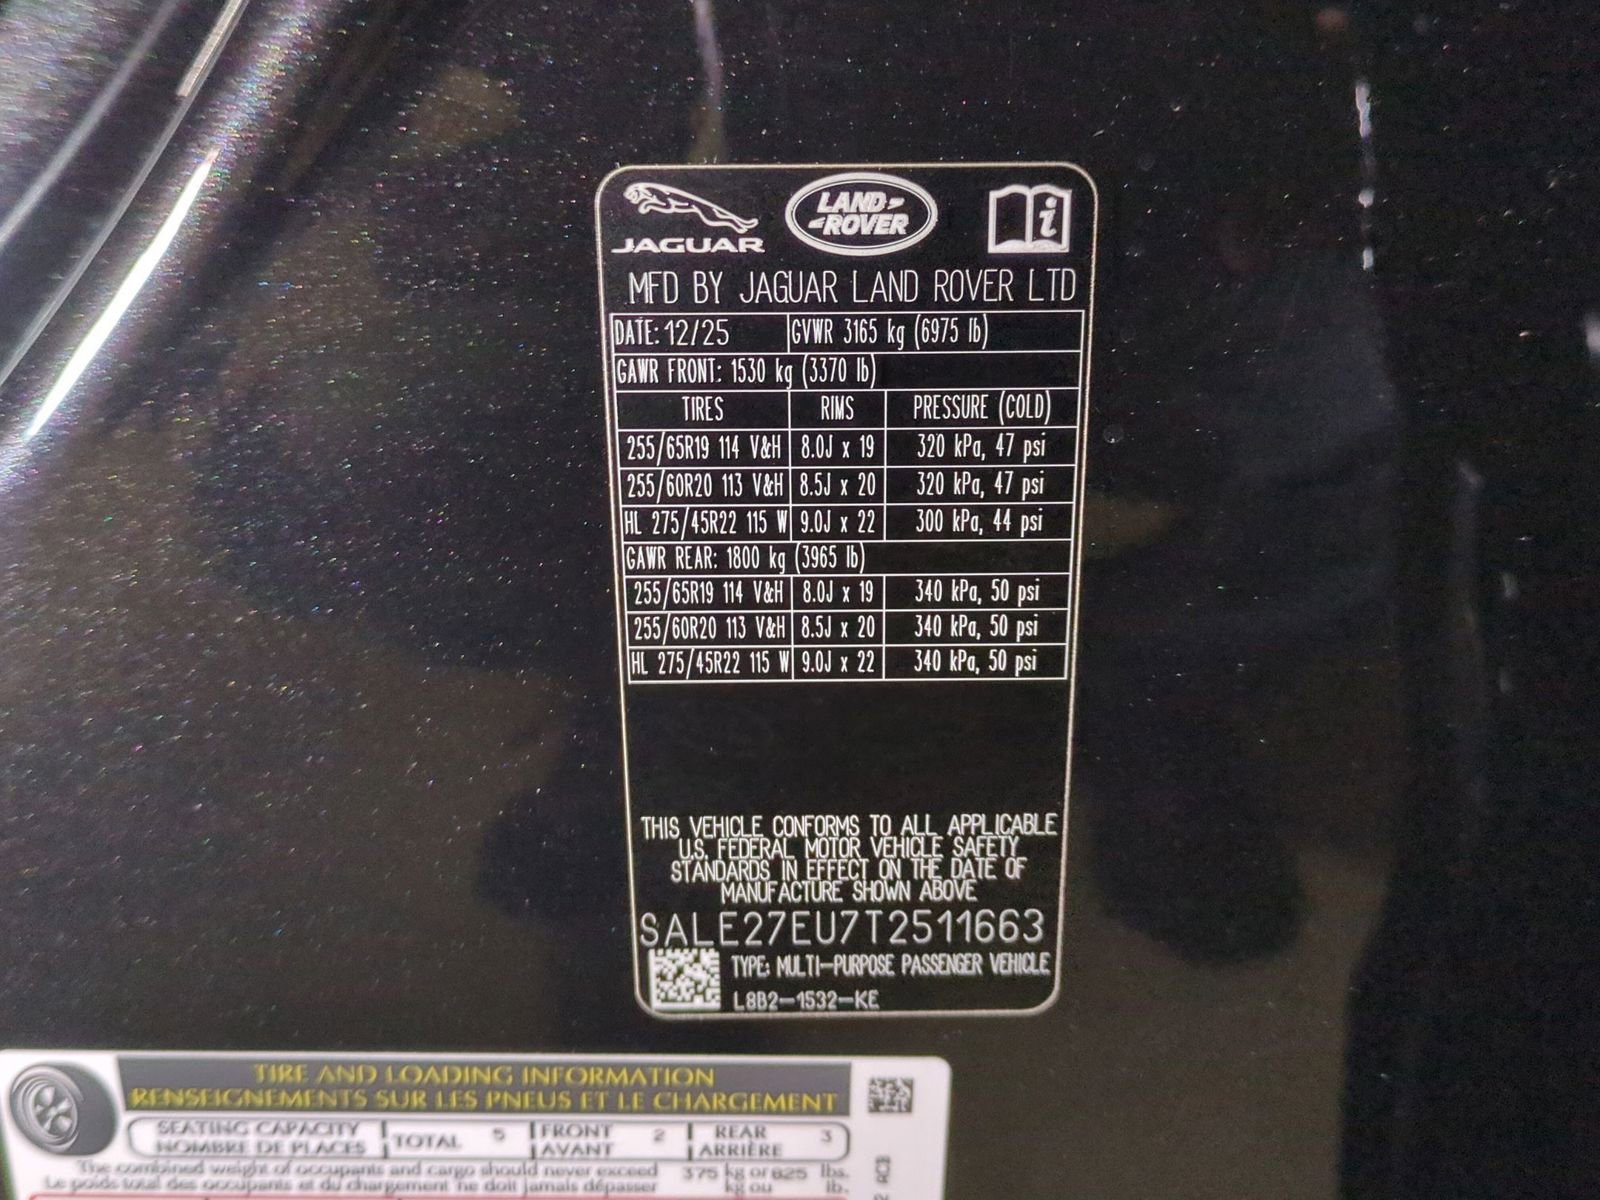 JAGUAR
LAND ROVER
i
MFD BY JAGUAR LAND ROVER LTD
DATE: 12/25 GVWR 3165 kg (6975 lb)
GAWR FRONT: 1530 kg (3370 lb)
TIRES RIMS PRESSURE (COLD)
255/65R19 114 V&H 8.0J x 19 320 kPa, 47 psi
255/60R20 113 V&H 8.5J x 20 320 kPa, 47 psi
HL 275/45R22 115 W 9.0J x 22 300 kPa, 44 psi
GAWR REAR: 1800 kg (3965 lb)
255/65R19 114 V&H 8.0J x 19 340 kPa, 50 psi
255/60R20 113 V&H 8.5J x 20 340 kPa, 50 psi
HL 275/45R22 115 W 9.0J x 22 340 kPa, 50 psi
THIS VEHICLE CONFORMS TO ALL APPLICABLE
U.S. FEDERAL MOTOR VEHICLE SAFETY
STANDARDS IN EFFECT ON THE DATE OF
MANUFACTURE SHOWN ABOVE
SALE27EU7T2511663
TYPE: MULTI-PURPOSE PASSENGER VEHICLE
L8B2-1532-KE
TIRE AND LOADING INFORMATION
RENSEIGNEMENTS SUR LES PNEUS ET LE CHARGEMENT
SEATING CAPACITY TOTAL 5 FRONT 2 REAR 3
NOMBRE DE PLACES AVANT ARRIÈRE
The combined weight of occupants and cargo should never exceed 375 kg or 825 lbs.
Le poids total des occupants et du chargement ne doit jamais dépasser kg ou lb.